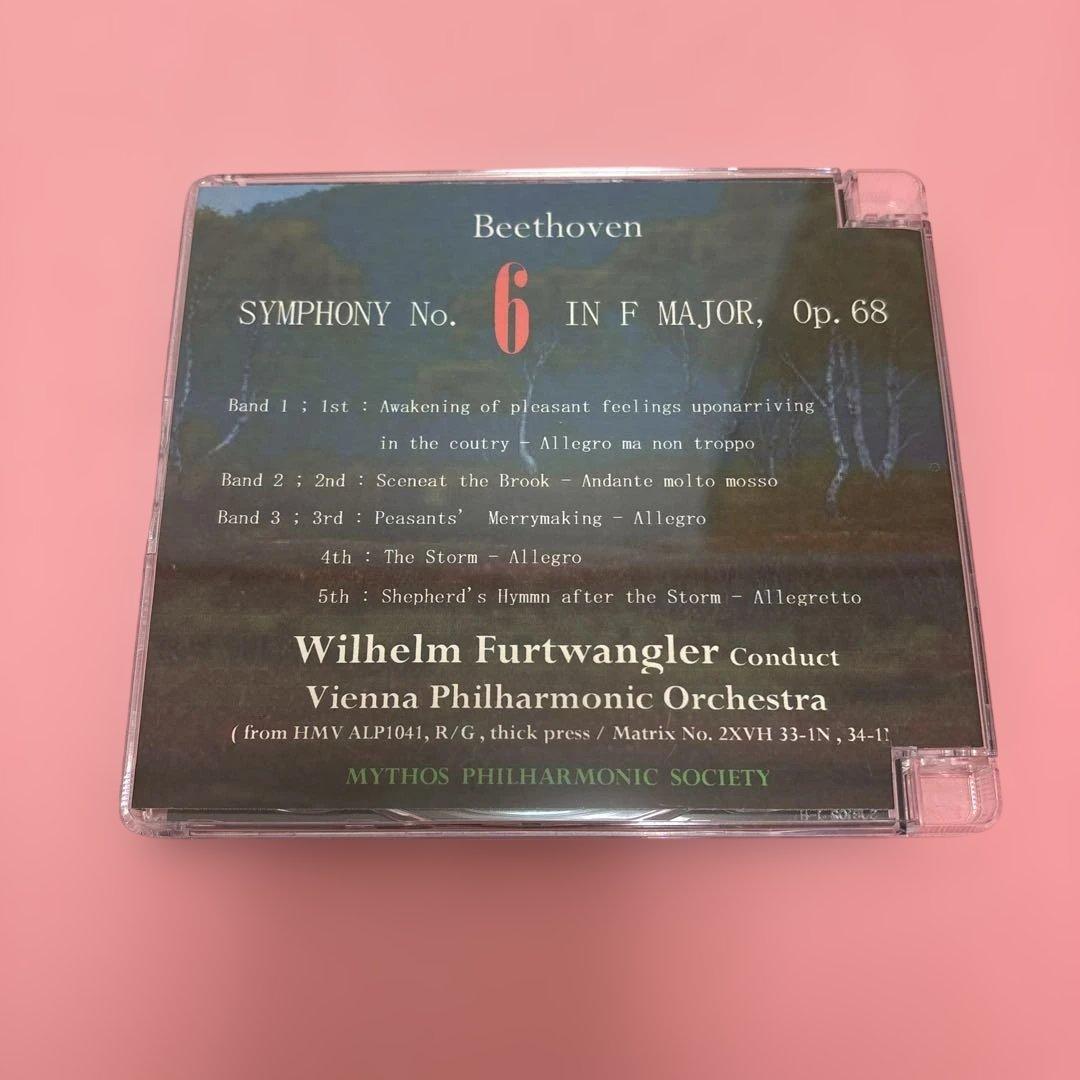 Beethoven
SYMPHONY No. 6 IN F MAJOR, Op. 68
Band 1 ; 1st : Awakening of pleasant feelings uponarriving
in the coutry - Allegro ma non troppo
Band 2 ; 2nd : Sceneat the Brook - Andante molto mosso
Band 3 ; 3rd : Peasants' Merrymaking - Allegro
4th : The Storm - Allegro
5th : Shepherd's Hymmn after the Storm - Allegretto
Wilhelm Furtwangler Conduct
Vienna Philharmonic Orchestra
( from HMV ALP1041, R/G , thick press / Matrix No. 2XVH 33-1N , 34-1
MYTHOS PHILHARMONIC SOCIETY